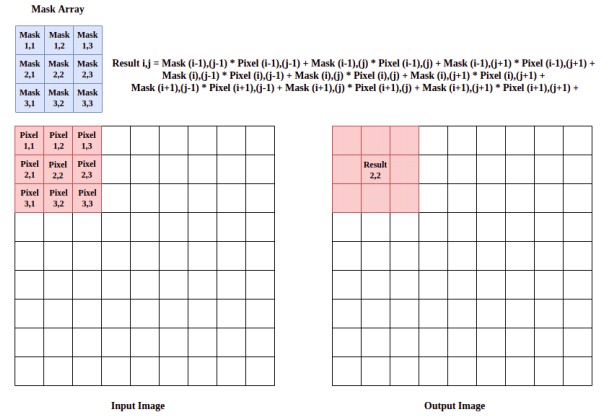 Mask Array
Mask Mask Mask
1,1 1,2 1,3
Mask Mask Mask
2,1 2,2 2,3
Mask Mask Mask
3,1 3,2 3,3
Result i,j = Mask (i-1),(j-1) * Pixel (i-1),(j-1) + Mask (i-1),(j) * Pixel (i-1),(j) + Mask (i-1),(j+1) * Pixel (i-1),(j+1) +
Mask (i),(j-1) * Pixel (i),(j-1) + Mask (i),(j) * Pixel (i),(j) + Mask (i),(j+1) * Pixel (i),(j+1) +
Mask (i+1),(j-1) * Pixel (i+1),(j-1) + Mask (i+1),(j) * Pixel (i+1),(j) + Mask (i+1),(j+1) * Pixel (i+1),(j+1) +
Pixel Pixel Pixel
1,1 1,2 1,3
Pixel Pixel Pixel
2,1 2,2 2,3
Pixel Pixel Pixel
3,1 3,2 3,3
Result
2,2
Input Image
Output Image